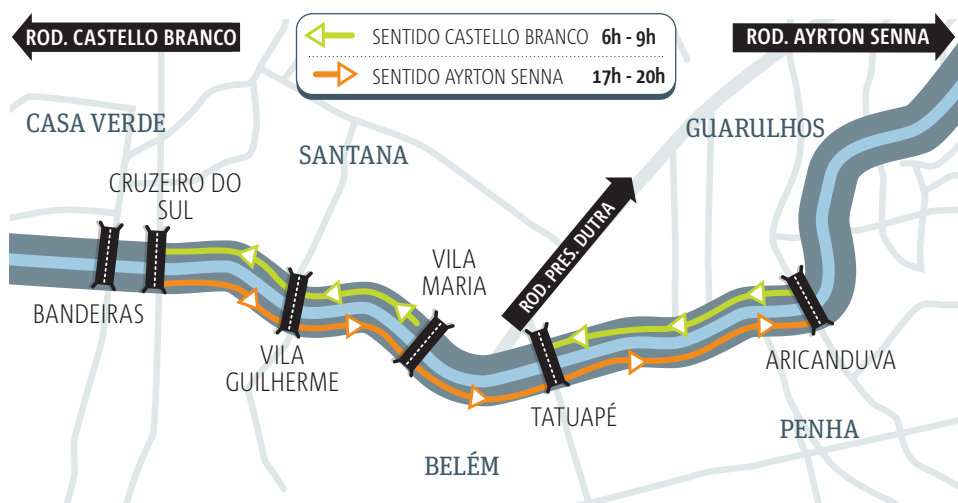 ROD. CASTELLO BRANCO
SENTIDO CASTELLO BRANCO 6h - 9h
SENTIDO AYRTON SENNA 17h - 20h
ROD. AYRTON SENNA
CASA VERDE
SANTANA
GUARULHOS
CRUZEIRO DO
SUL
ROD. PRES. DUTRA
VILA
MARIA
BANDEIRAS
VILA
GUILHERME
ARICANDUVA
TATUAPÉ
PENHA
BELÉM